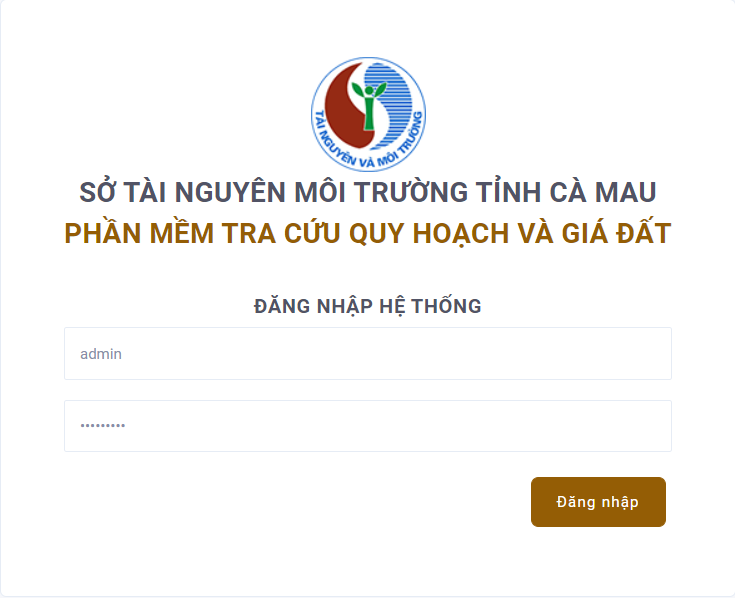 TÀI NGUYÊN VÀ MÔI TRƯỜNG
SỞ TÀI NGUYÊN MÔI TRƯỜNG TỈNH CÀ MAU
PHẦN MỀM TRA CỨU QUY HOẠCH VÀ GIÁ ĐẤT
ĐĂNG NHẬP HỆ THỐNG
admin
•••••••••
Đăng nhập